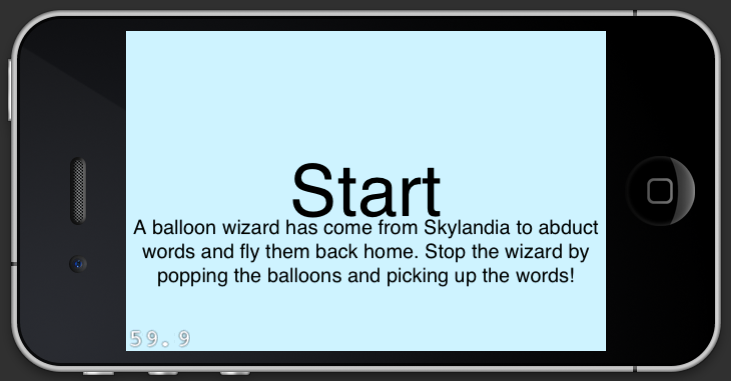 Start
A balloon wizard has come from Skylandia to abduct
words and fly them back home. Stop the wizard by
popping the balloons and picking up the words!
59.9